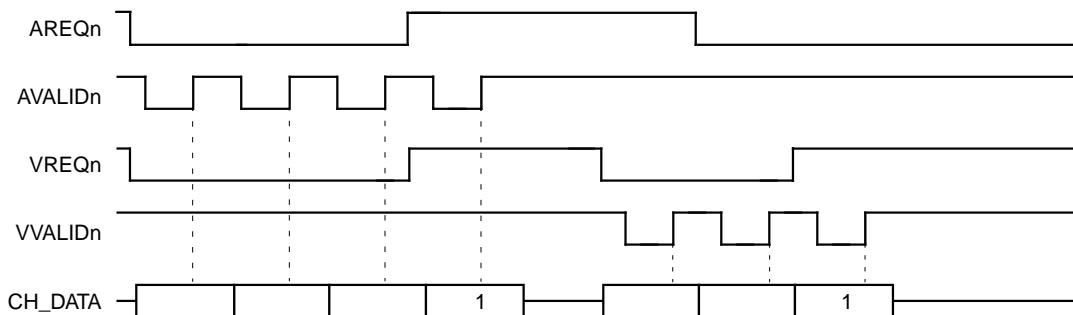 AREQn
AVALIDn
VREQn
VVALIDn
CH_DATA 1 1